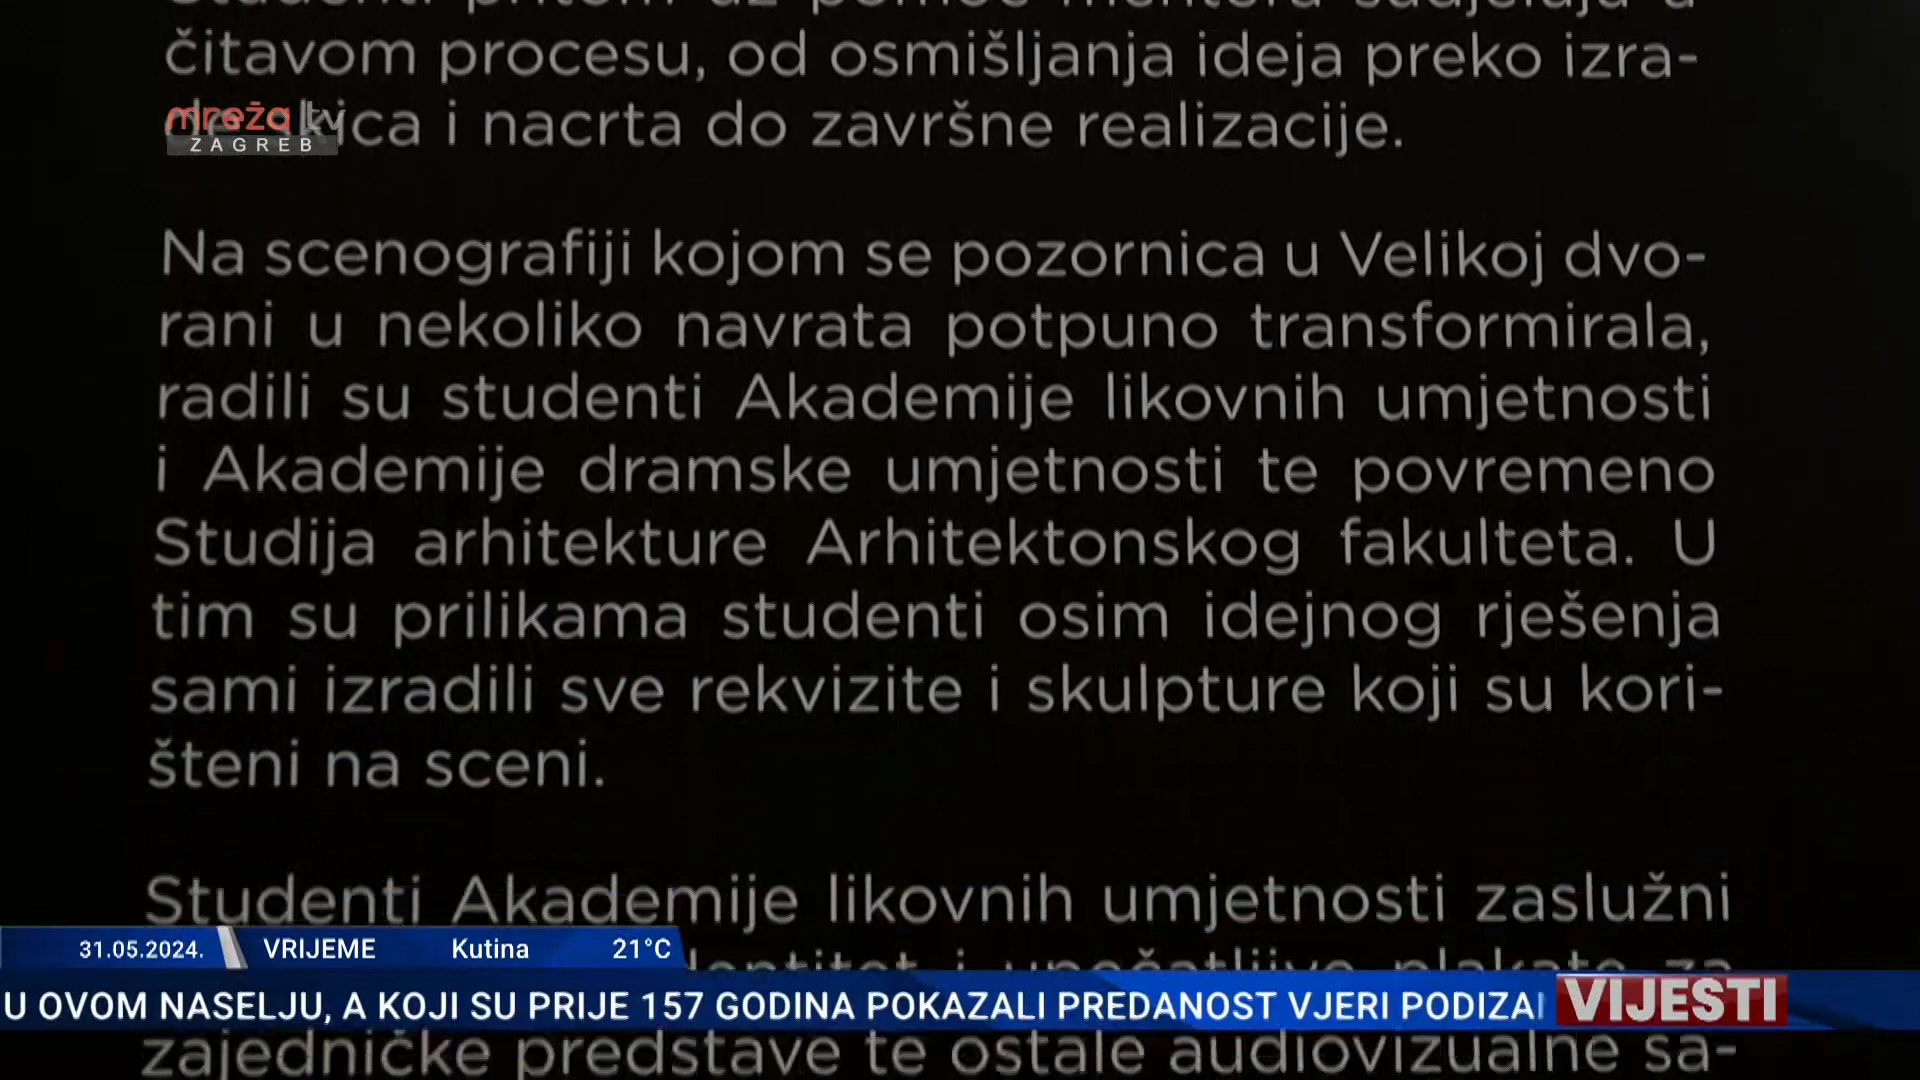 čitavom procesu, od osmišljanja ideja preko izra-
mreža tv
ZAGREB
i nacrta do završne realizacije.
Na scenografiji kojom se pozornica u Velikoj dvo-
rani u nekoliko navrata potpuno transformirala,
radili su studenti Akademije likovnih umjetnosti
i Akademije dramske umjetnosti te povremeno
Studija arhitekture Arhitektonskog fakulteta. U
tim su prilikama studenti osim idejnog rješenja
sami izradili sve rekvizite i skulpture koji su kori-
šteni na sceni.
Studenti Akademije likovnih umjetnosti zaslužni
31.05.2024. VRIJEME Kutina 21°C
i upečatljive plakate za
U OVOM NASELJU, A KOJI SU PRIJE 157 GODINA POKAZALI PREDANOST VJERI PODIZA
VIJESTI
zajedničke predstave te ostale audiovizualne sa-